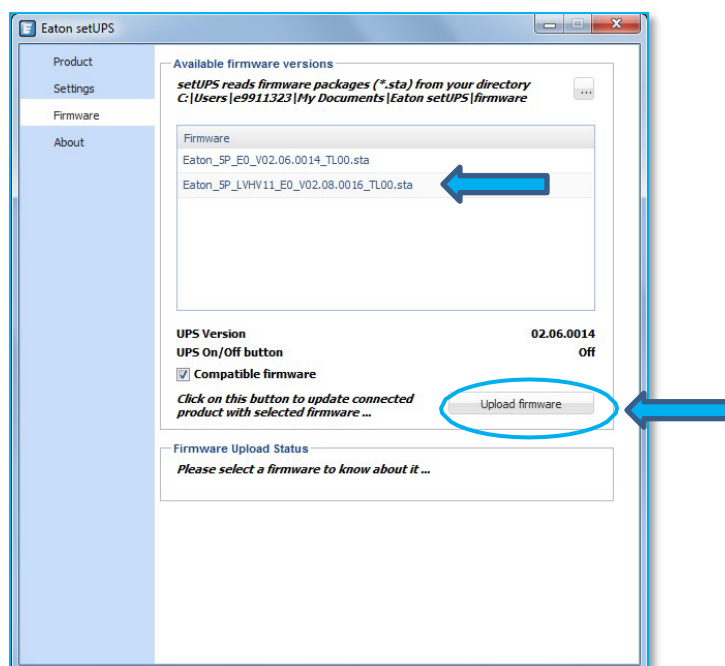 Eaton setUPS
Product
Settings
Firmware
About
Available firmware versions
setUPS reads firmware packages (*.sta) from your directory
C:|Users|e9911323|My Documents|Eaton setUPS|firmware
...
Firmware
Eaton_5P_E0_V02.06.0014_TL00.sta
Eaton_5P_LVHV11_E0_V02.08.0016_TL00.sta
UPS Version 02.06.0014
UPS On/Off button Off
Compatible firmware
Click on this button to update connected
product with selected firmware ...
Upload firmware
Firmware Upload Status
Please select a firmware to know about it ...